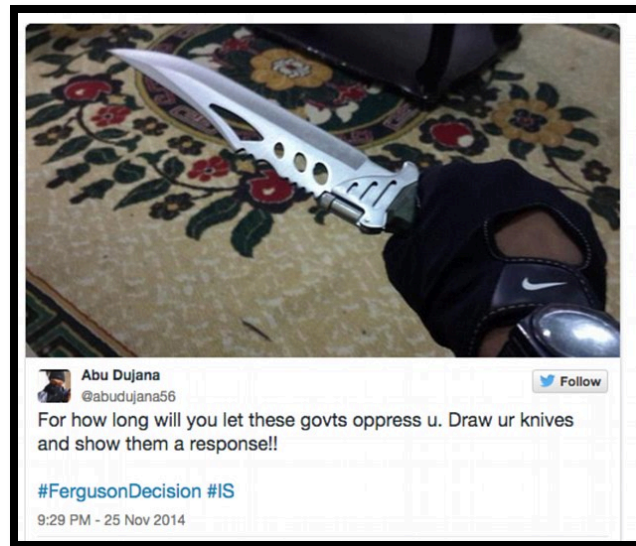 Abu Dujana
@abudujana56
Follow
For how long will you let these govts oppress u. Draw ur knives
and show them a response!!
#FergusonDecision #IS
9:29 PM - 25 Nov 2014